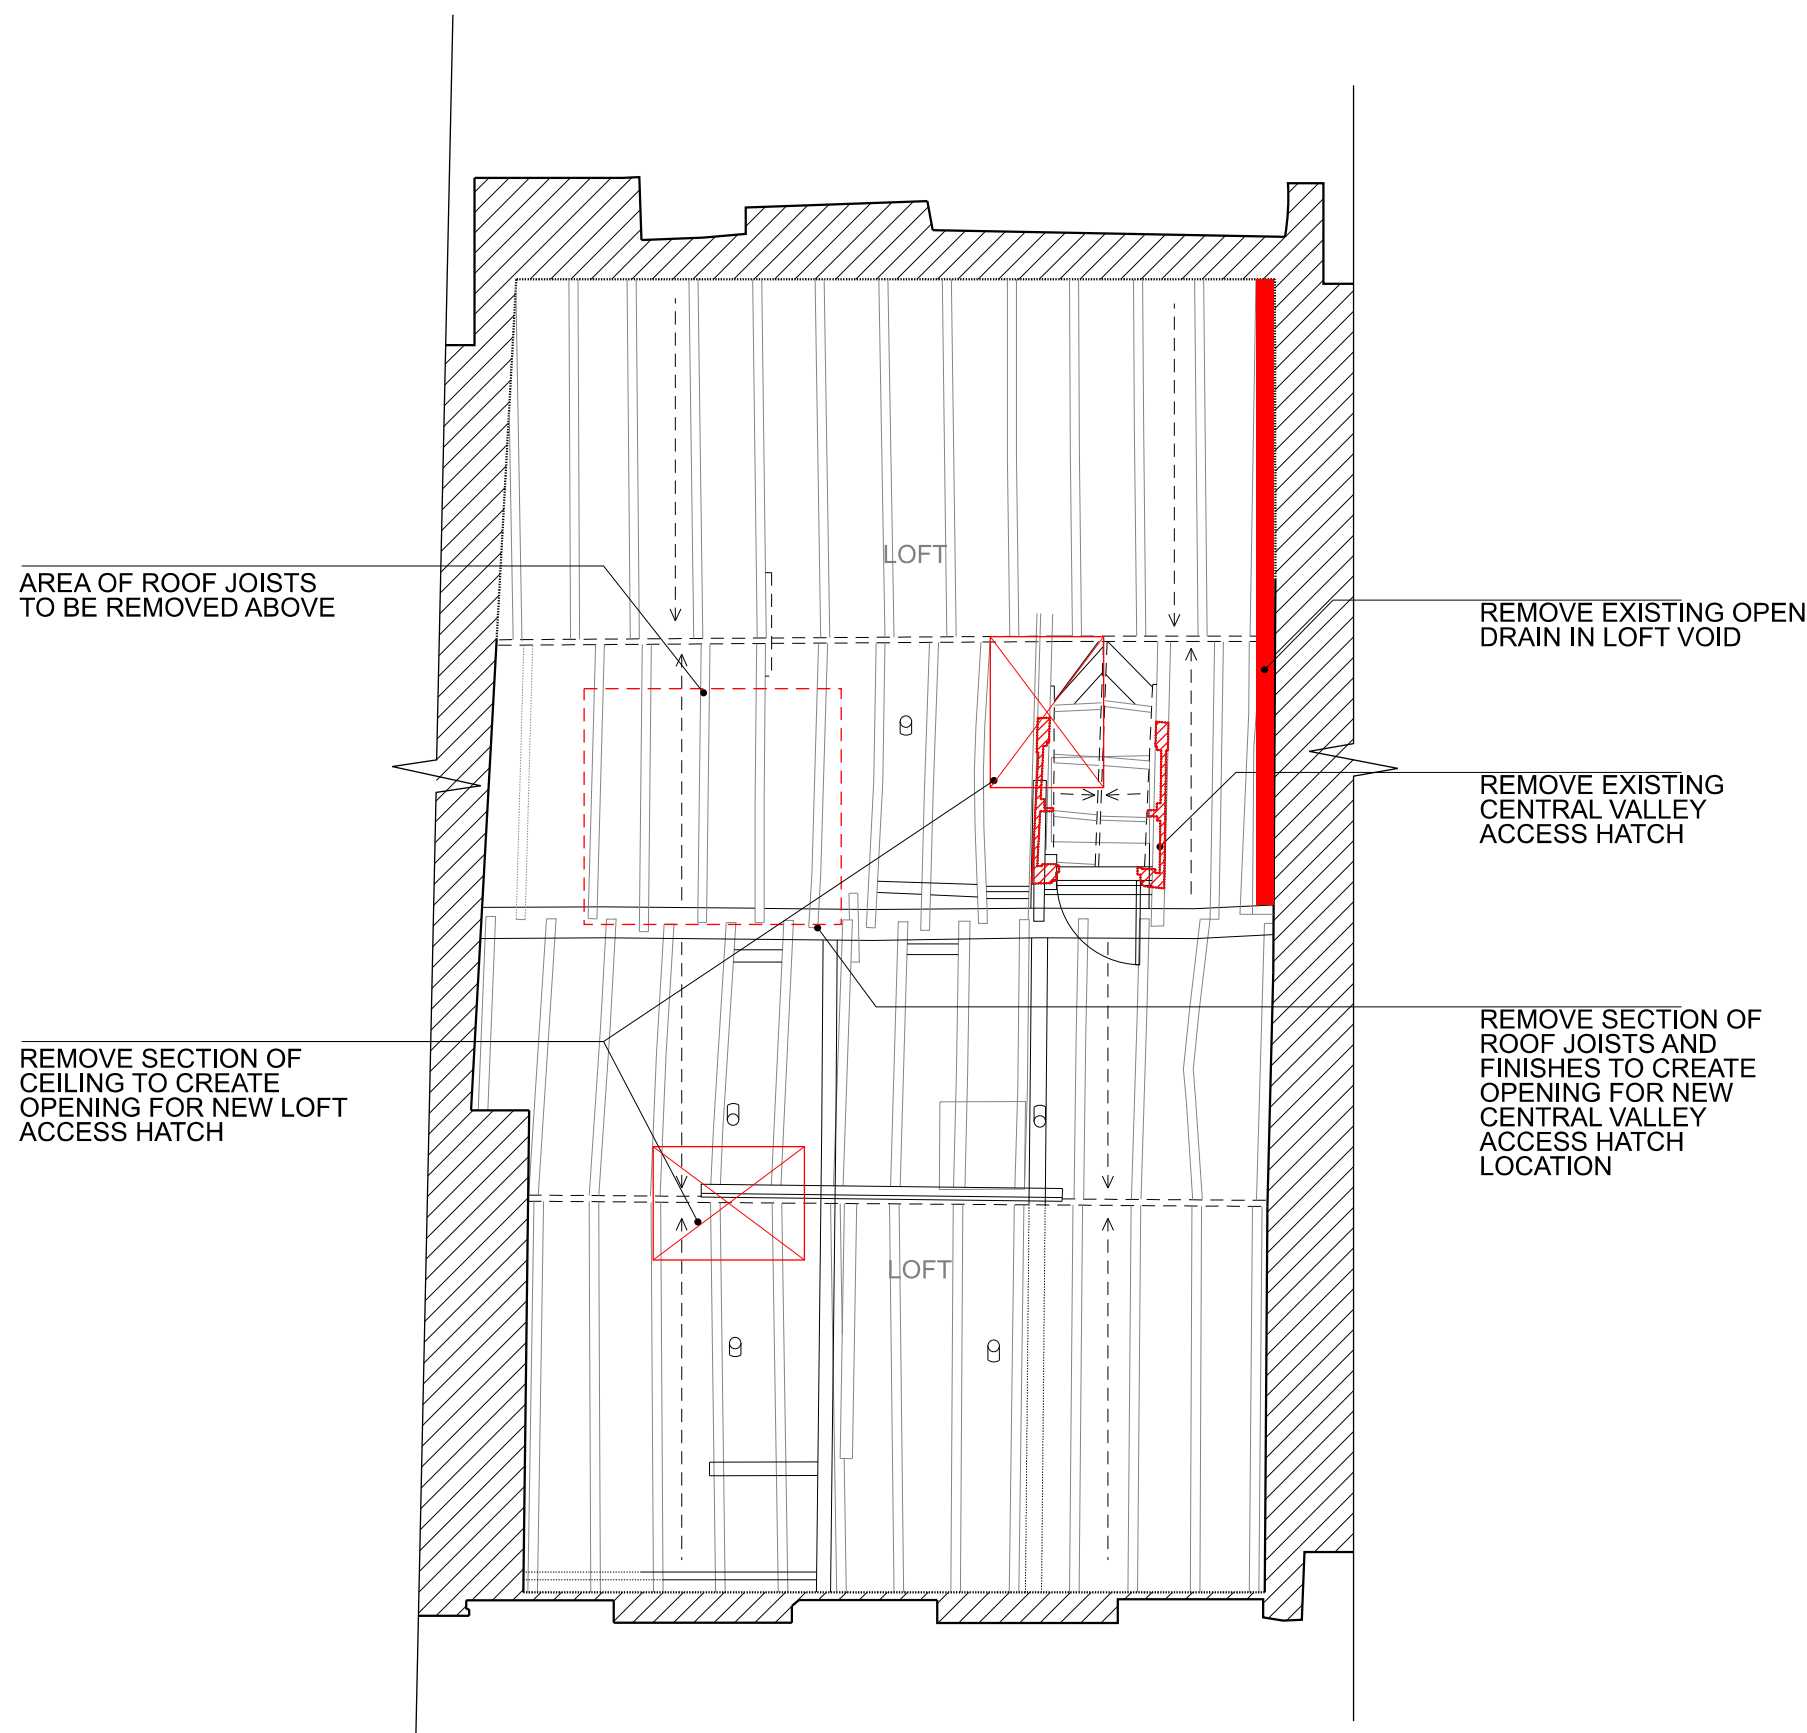 LOFT
AREA OF ROOF JOISTS
TO BE REMOVED ABOVE
REMOVE EXISTING OPEN
DRAIN IN LOFT VOID
REMOVE EXISTING
CENTRAL VALLEY
ACCESS HATCH
REMOVE SECTION OF
ROOF JOISTS AND
FINISHES TO CREATE
OPENING FOR NEW
CENTRAL VALLEY
ACCESS HATCH
LOCATION
REMOVE SECTION OF
CEILING TO CREATE
OPENING FOR NEW LOFT
ACCESS HATCH
LOFT